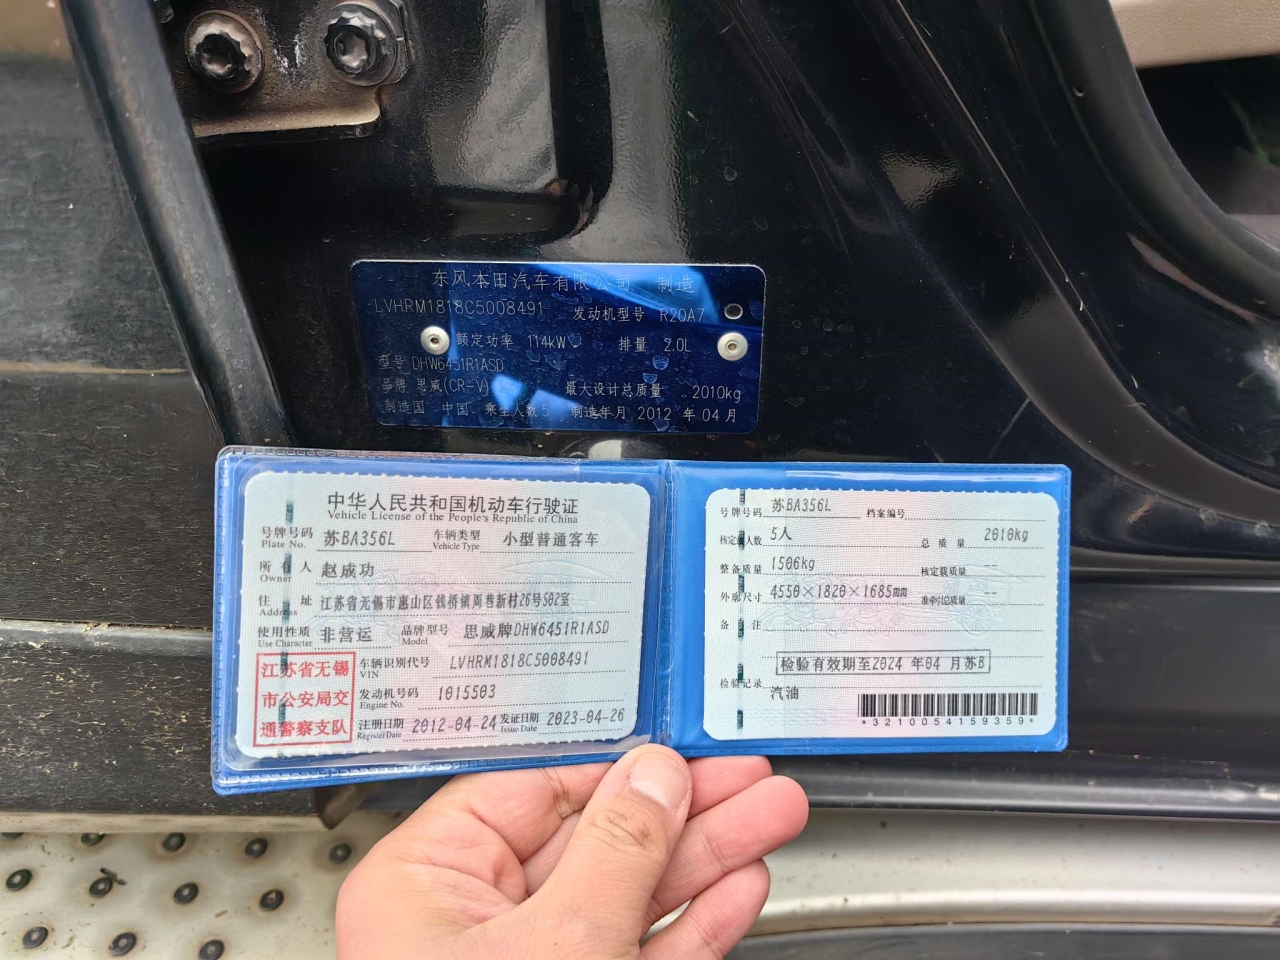 东风本田汽车有限公司 制造
LVHRM1818C5008491 发动机型号 R20A7
额定功率 114kW 排量 2.0L
型号 DHW6451R1ASD
品牌 思威(CR-V) 最大设计总质量 2010kg
制造国 中国 乘坐人数 5 制造年月 2012 年 04 月
中华人民共和国机动车行驶证
Vehicle License of the People's Republic of China
号牌号码 苏BA356L 车辆类型 小型普通客车
Plate No. Vehicle Type
所有人 赵成功
Owner
住址 江苏省无锡市惠山区钱桥镇周巷新村26号502室
Address
使用性质 非营运 品牌型号 思威牌DHW6451R1ASD
Use Character Model
江苏省无锡
市公安局交
通警察支队
车辆识别代号 LVHRM1818C5008491
VIN
发动机号码 1015503
Engine No.
注册日期 2012-04-24 发证日期 2023-04-26
Register Date Issue Date
号牌号码 苏BA356L 档案编号
核定人数 5人 总质量 2010kg
整备质量 1506kg 核定载质量 --
外廓尺寸 4550×1820×1685mm 准牵引总质量 --
备注
检验有效期至2024 年04 月苏B
检验记录
汽油
*3210054159359*